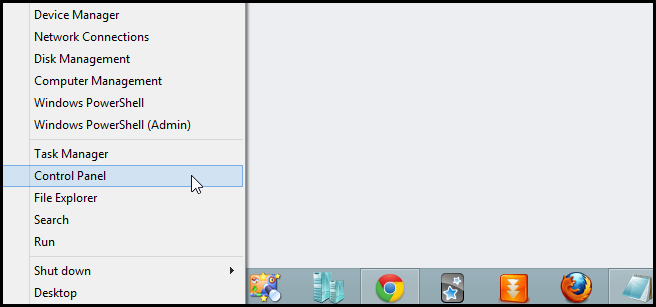 Device Manager
Network Connections
Disk Management
Computer Management
Windows PowerShell
Windows PowerShell (Admin)
Task Manager
Control Panel
File Explorer
Search
Run
Shut down
Desktop